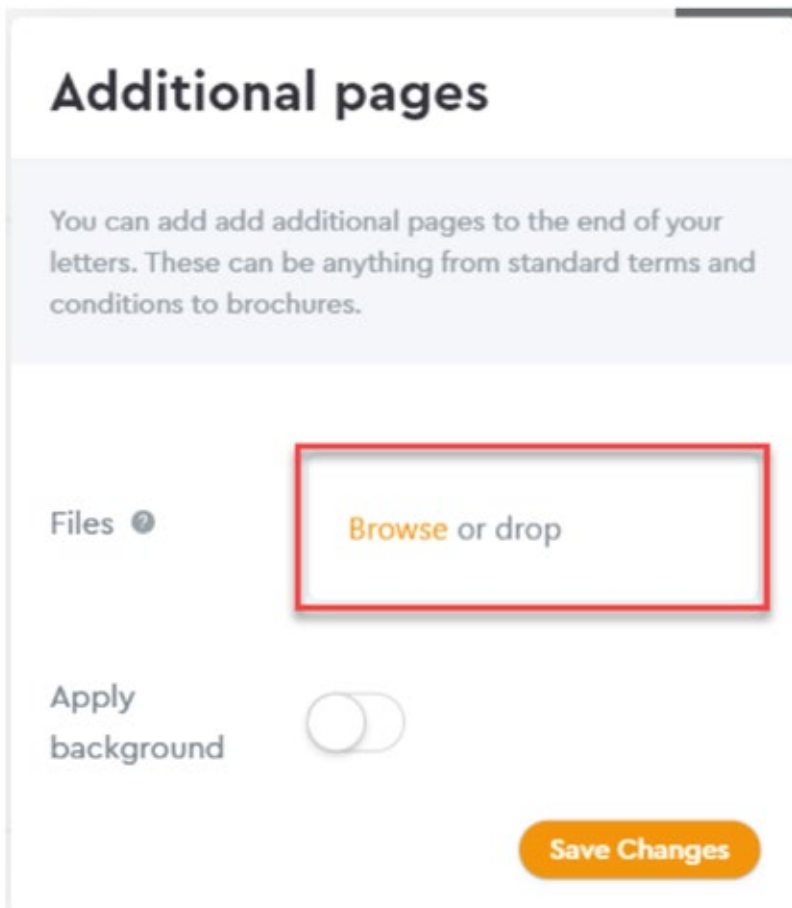 Additional pages
You can add add additional pages to the end of your
letters. These can be anything from standard terms and
conditions to brochures.
Files ?
Browse or drop
Apply
background
Save Changes